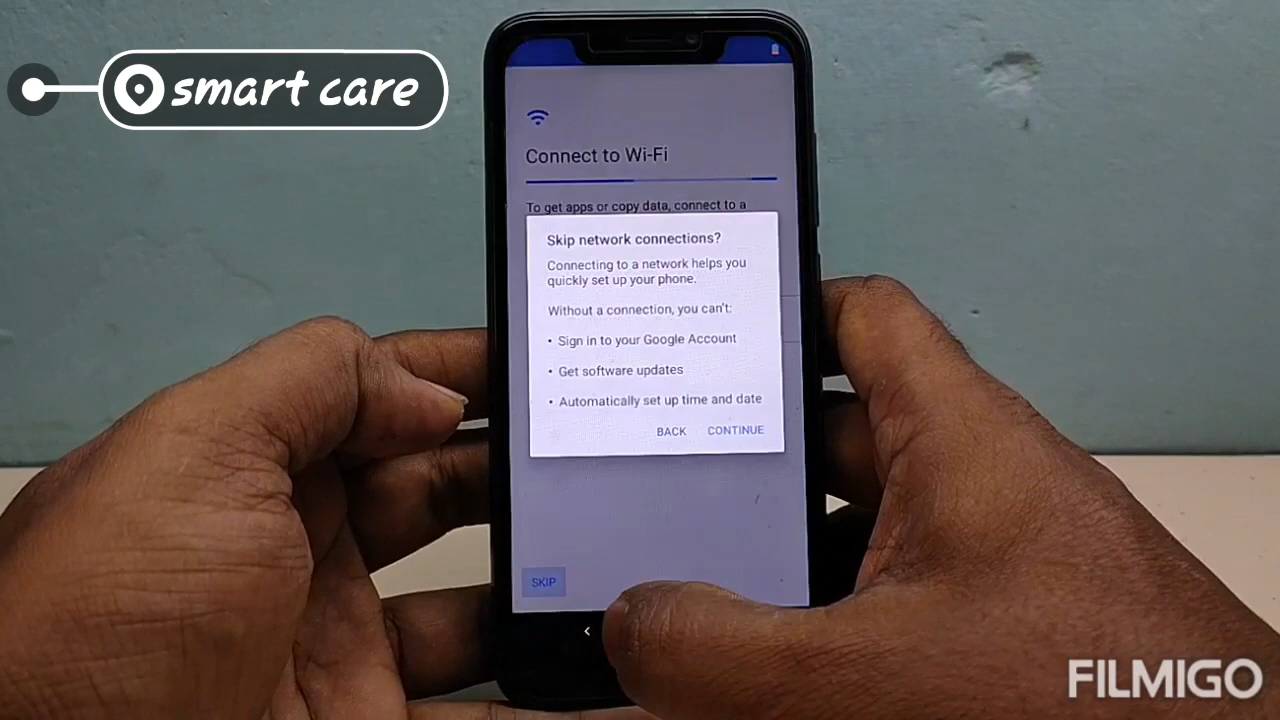 smart care
Connect to Wi-Fi
To get apps or copy data, connect to a
Skip network connections?
Connecting to a network helps you
quickly set up your phone.
Without a connection, you can't:
• Sign in to your Google Account
• Get software updates
• Automatically set up time and date
BACK CONTINUE
SKIP
FILMIGO